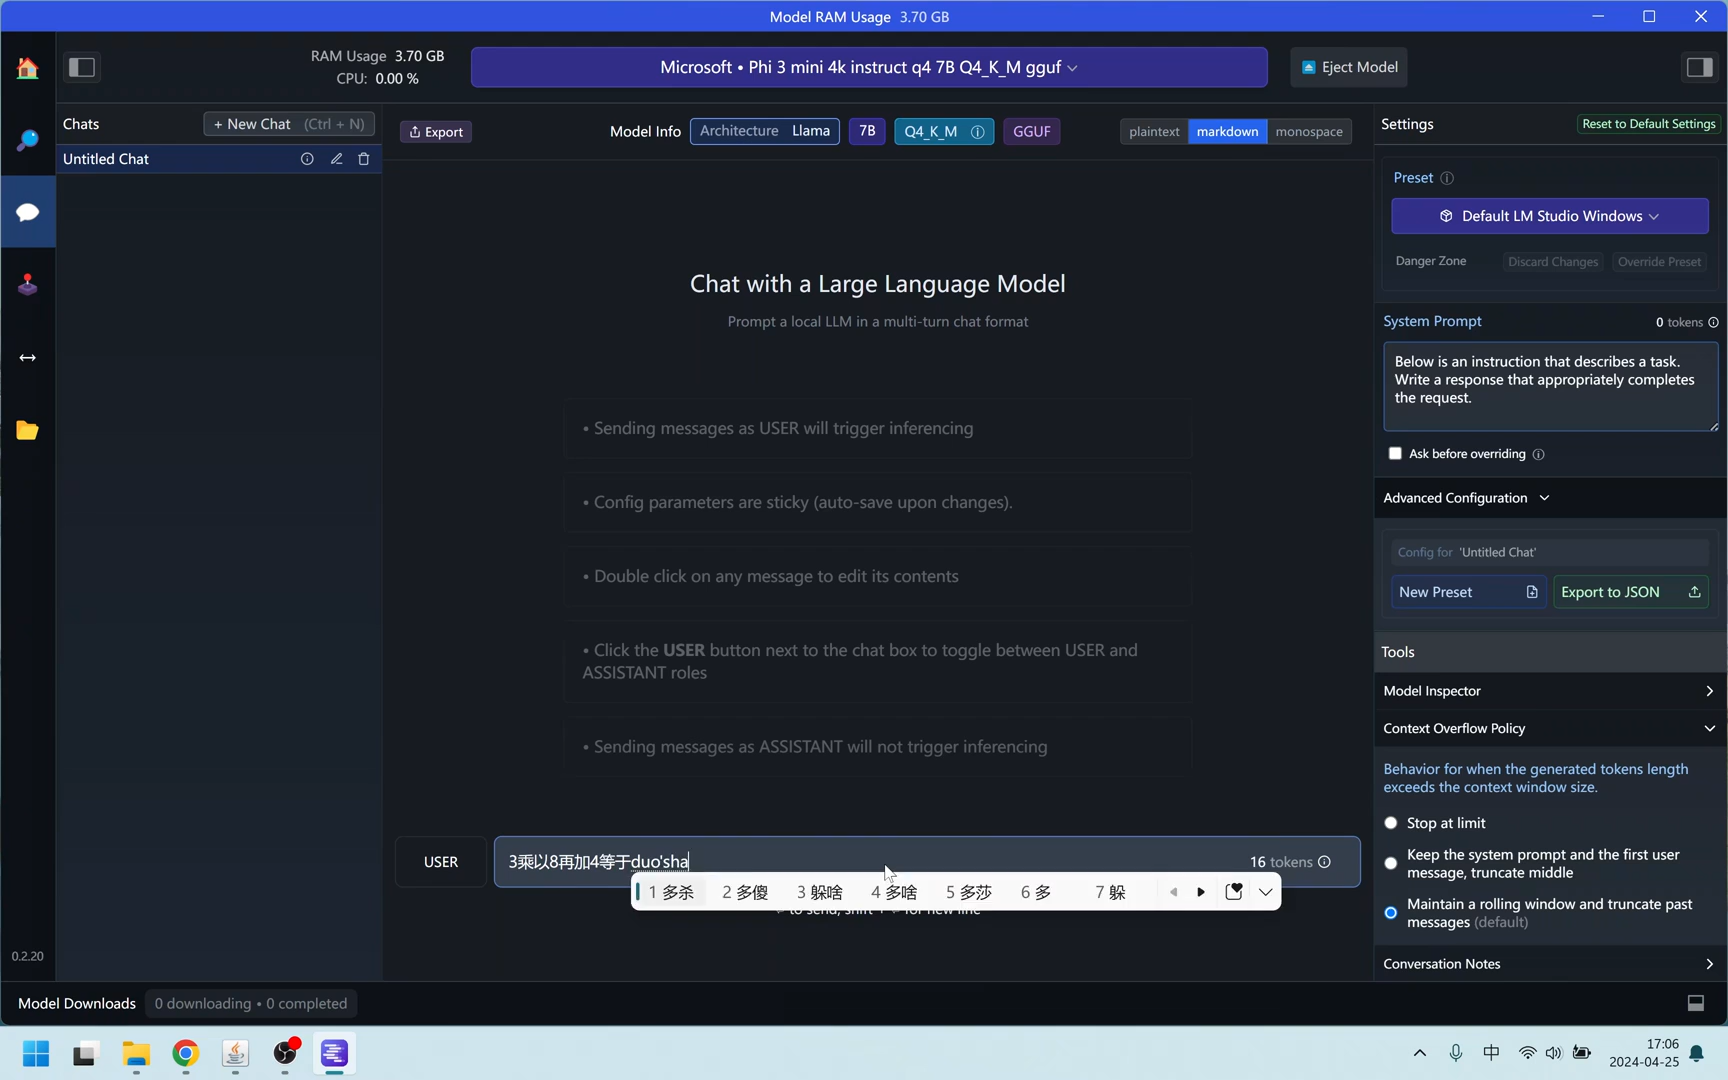 Model RAM Usage 3.70 GB
RAM Usage 3.70 GB
CPU: 0.00 %
Microsoft • Phi 3 mini 4k instruct q4 7B Q4_K_M gguf
Eject Model
Chats
+ New Chat (Ctrl + N)
Untitled Chat
Export
Model Info Architecture Llama 7B Q4_K_M GGUF
plaintext markdown monospace
Chat with a Large Language Model
Prompt a local LLM in a multi-turn chat format
• Sending messages as USER will trigger inferencing
• Config parameters are sticky (auto-save upon changes).
• Double click on any message to edit its contents
• Click the USER button next to the chat box to toggle between USER and
ASSISTANT roles
• Sending messages as ASSISTANT will not trigger inferencing
USER
3乘以8再加4等于duo'sha
16 tokens
1 多杀 2 多傻 3 躲啥 4 多啥 5 多莎 6 多 7 躲
to send, shift + for new line
Settings
Reset to Default Settings
Preset
Default LM Studio Windows
Danger Zone Discard Changes Override Preset
System Prompt 0 tokens
Below is an instruction that describes a task.
Write a response that appropriately completes
the request.
Ask before overriding
Advanced Configuration
Config for 'Untitled Chat'
New Preset
Export to JSON
Tools
Model Inspector
Context Overflow Policy
Behavior for when the generated tokens length
exceeds the context window size.
Stop at limit
Keep the system prompt and the first user
message, truncate middle
Maintain a rolling window and truncate past
messages (default)
Conversation Notes
0.2.20
Model Downloads 0 downloading • 0 completed
中
17:06
2024-04-25